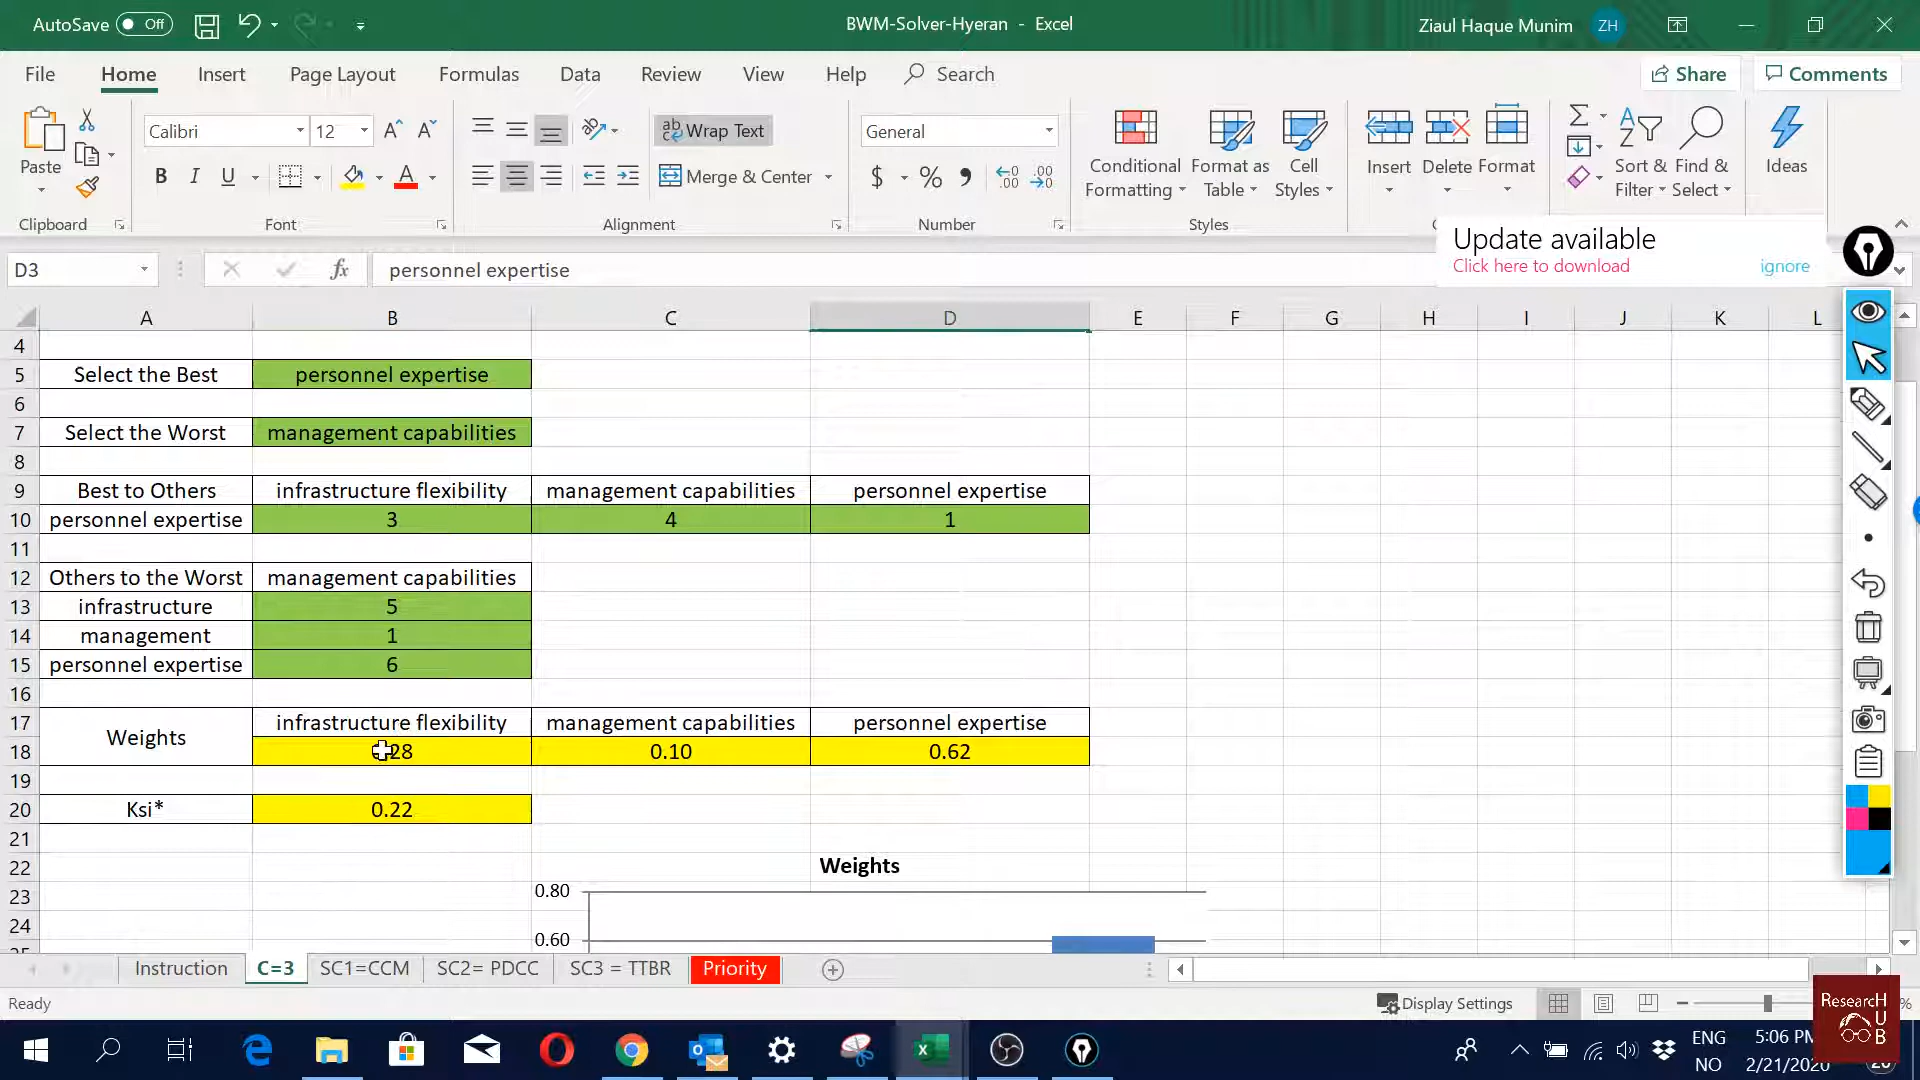 AutoSave Off BWM-Solver-Hyeran - Excel Ziaul Haque Munim ZH
File Home Insert Page Layout Formulas Data Review View Help Search Share Comments
Paste Calibri 12 Wrap Text General Conditional Formatting Format as Table Cell Styles Insert Delete Format Sort & Filter Find & Select Ideas
B I U A Merge & Center $ % 9
Clipboard Font Alignment Number Styles
Update available
Click here to download ignore
D3 fx personnel expertise
A B C D E F G H I J K L
4
5 Select the Best personnel expertise
6
7 Select the Worst management capabilities
8
9 Best to Others infrastructure flexibility management capabilities personnel expertise
10 personnel expertise 3 4 1
11
12 Others to the Worst management capabilities
13 infrastructure 5
14 management 1
15 personnel expertise 6
16
17 Weights infrastructure flexibility management capabilities personnel expertise
18 28 0.10 0.62
19
20 Ksi* 0.22
21
22 Weights
23 0.80
24
0.60
Instruction C=3 SC1=CCM SC2= PDCC SC3 = TTBR Priority
Ready Display Settings %
ResearcH
U
B
ENG 5:06 PM
NO 2/21/2020